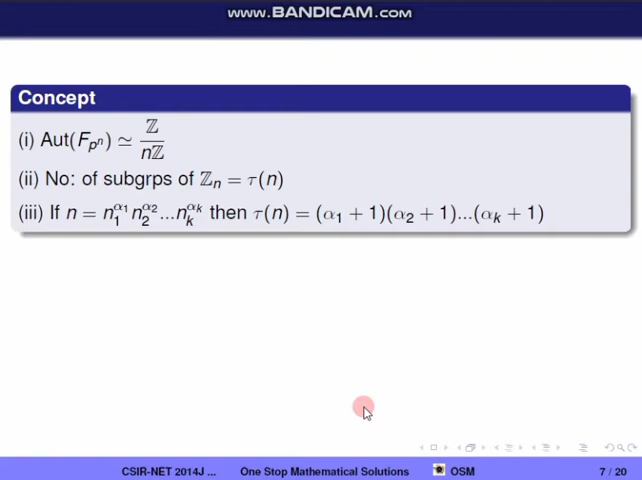 www.BANDICAM.com
Concept
(i) Aut(F_{p^n}) ≃ ℤ/nℤ
(ii) No: of subgrps of ℤ_n = τ(n)
(iii) If n = n_1^{α_1} n_2^{α_2} ... n_k^{α_k} then τ(n) = (α_1 + 1)(α_2 + 1)...(α_k + 1)
CSIR-NET 2014J ... One Stop Mathematical Solutions OSM 7 / 20